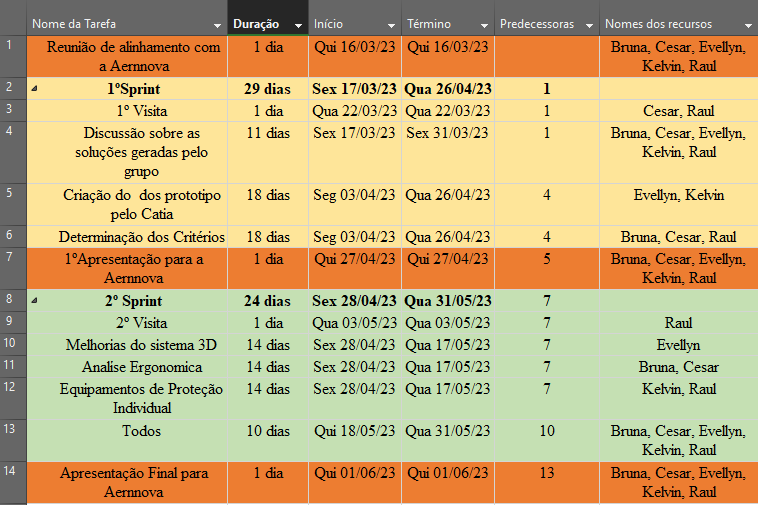 Nome da Tarefa Duração Início Término Predecessoras Nomes dos recursos
1 Reunião de alinhamento com a Aernnova 1 dia Qui 16/03/23 Qui 16/03/23 Bruna, Cesar, Evellyn, Kelvin, Raul
2 1ºSprint 29 dias Sex 17/03/23 Qua 26/04/23 1
3 1º Visita 1 dia Qua 22/03/23 Qua 22/03/23 1 Cesar, Raul
4 Discussão sobre as soluções geradas pelo grupo 11 dias Sex 17/03/23 Sex 31/03/23 1 Bruna, Cesar, Evellyn, Kelvin, Raul
5 Criação do dos prototipo pelo Catia 18 dias Seg 03/04/23 Qua 26/04/23 4 Evellyn, Kelvin
6 Determinação dos Critérios 18 dias Seg 03/04/23 Qua 26/04/23 4 Bruna, Cesar, Raul
7 1ºApresentação para a Aernnova 1 dia Qui 27/04/23 Qui 27/04/23 5 Bruna, Cesar, Evellyn, Kelvin, Raul
8 2º Sprint 24 dias Sex 28/04/23 Qua 31/05/23 7
9 2º Visita 1 dia Qua 03/05/23 Qua 03/05/23 7 Raul
10 Melhorias do sistema 3D 14 dias Sex 28/04/23 Qua 17/05/23 7 Evellyn
11 Analise Ergonomica 14 dias Sex 28/04/23 Qua 17/05/23 7 Bruna, Cesar
12 Equipamentos de Proteção Individual 14 dias Sex 28/04/23 Qua 17/05/23 7 Kelvin, Raul
13 Todos 10 dias Qui 18/05/23 Qua 31/05/23 10 Bruna, Cesar, Evellyn, Kelvin, Raul
14 Apresentação Final para Aernnova 1 dia Qui 01/06/23 Qui 01/06/23 13 Bruna, Cesar, Evellyn, Kelvin, Raul